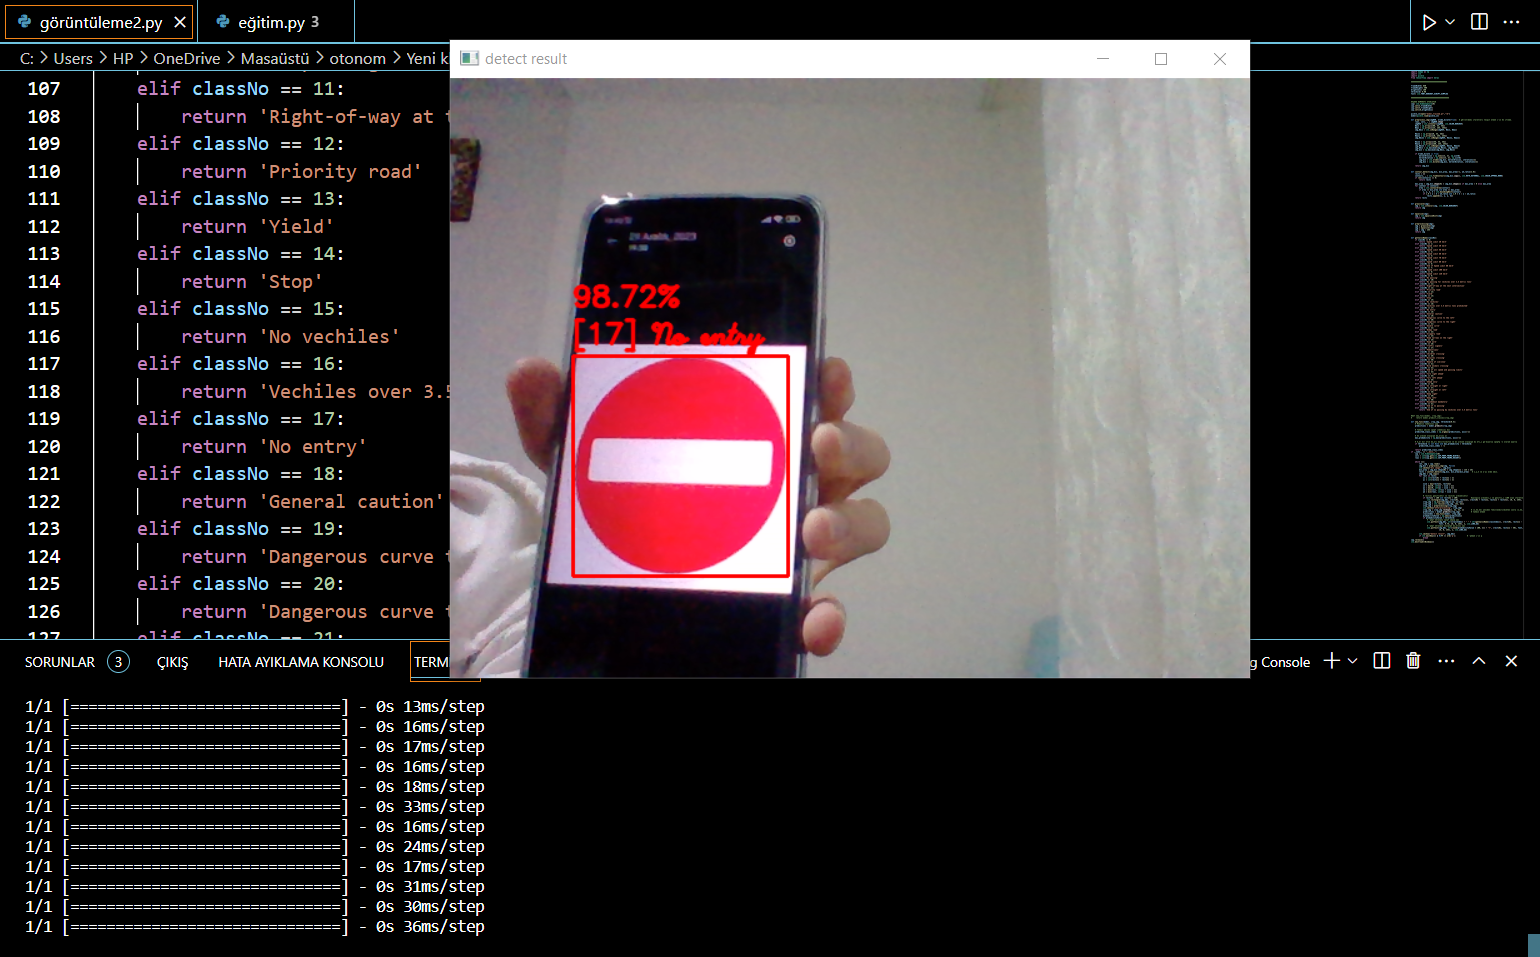 görüntüleme2.py
eğitim.py 3
C: > Users > HP > OneDrive > Masaüstü > otonom > Yeni k
detect result
107 elif classNo == 11:
108 return 'Right-of-way at t
109 elif classNo == 12:
110 return 'Priority road'
111 elif classNo == 13:
112 return 'Yield'
113 elif classNo == 14:
114 return 'Stop'
115 elif classNo == 15:
116 return 'No vechiles'
117 elif classNo == 16:
118 return 'Vechiles over 3.5
119 elif classNo == 17:
120 return 'No entry'
121 elif classNo == 18:
122 return 'General caution'
123 elif classNo == 19:
124 return 'Dangerous curve t
125 elif classNo == 20:
126 return 'Dangerous curve t
127 elif classNo == 21:
98.72%
[17] No entry
SORUNLAR 3 ÇIKIŞ HATA AYIKLAMA KONSOLU TERM
g Console
1/1 [==============================] - 0s 13ms/step
1/1 [==============================] - 0s 16ms/step
1/1 [==============================] - 0s 17ms/step
1/1 [==============================] - 0s 16ms/step
1/1 [==============================] - 0s 18ms/step
1/1 [==============================] - 0s 33ms/step
1/1 [==============================] - 0s 16ms/step
1/1 [==============================] - 0s 24ms/step
1/1 [==============================] - 0s 17ms/step
1/1 [==============================] - 0s 31ms/step
1/1 [==============================] - 0s 30ms/step
1/1 [==============================] - 0s 36ms/step